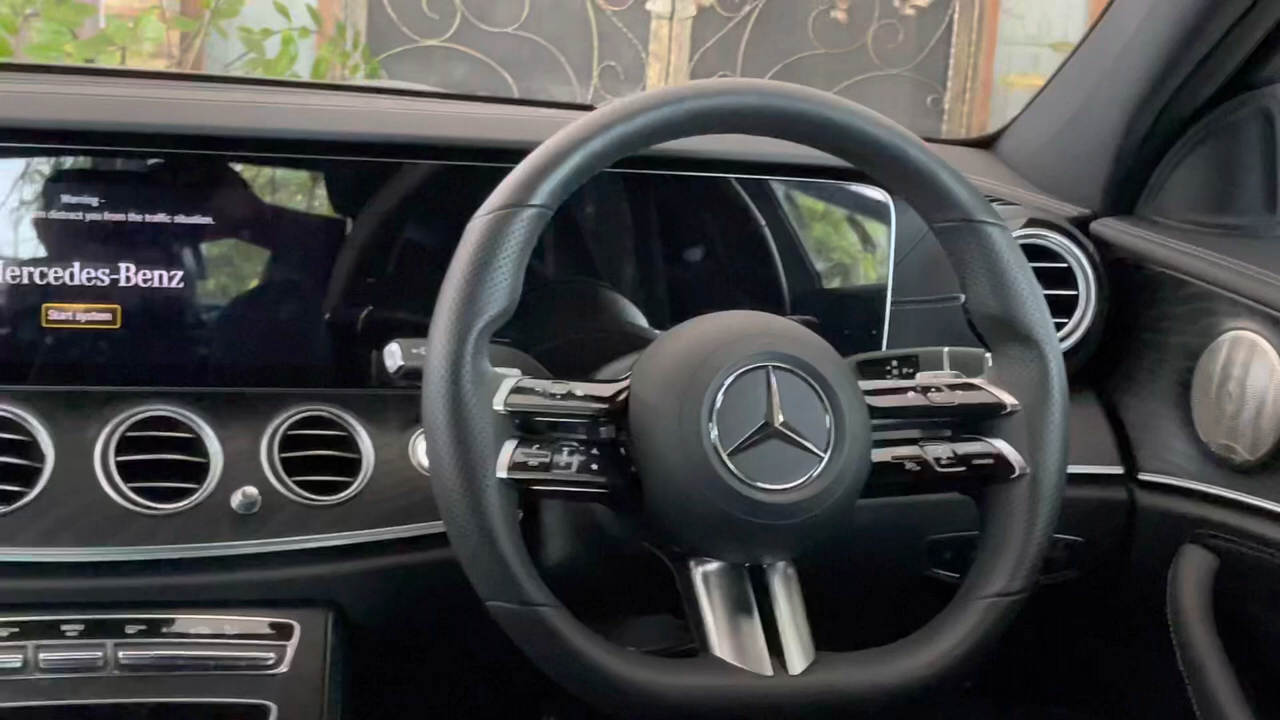 Warning –
distract you from the traffic situation.
Mercedes-Benz
Start system